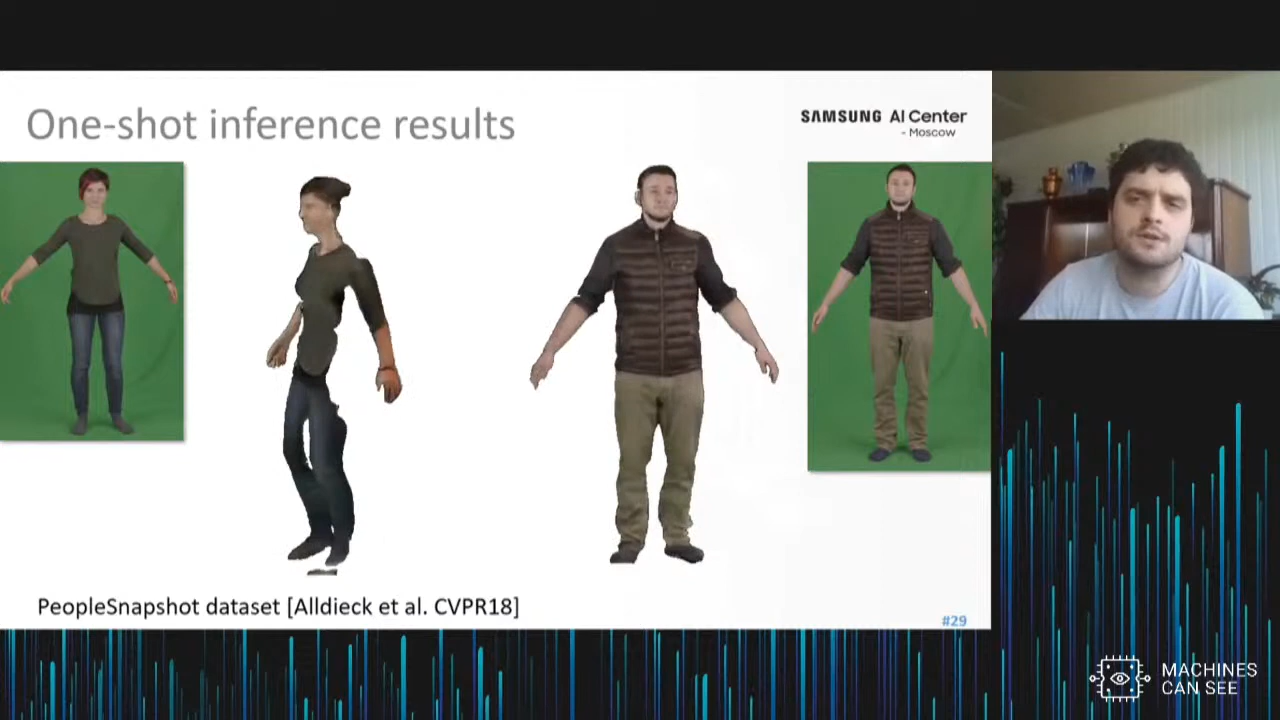 One-shot inference results
SAMSUNG AI Center
- Moscow
PeopleSnapshot dataset [Alldieck et al. CVPR18]
#29
MACHINES
CAN SEE